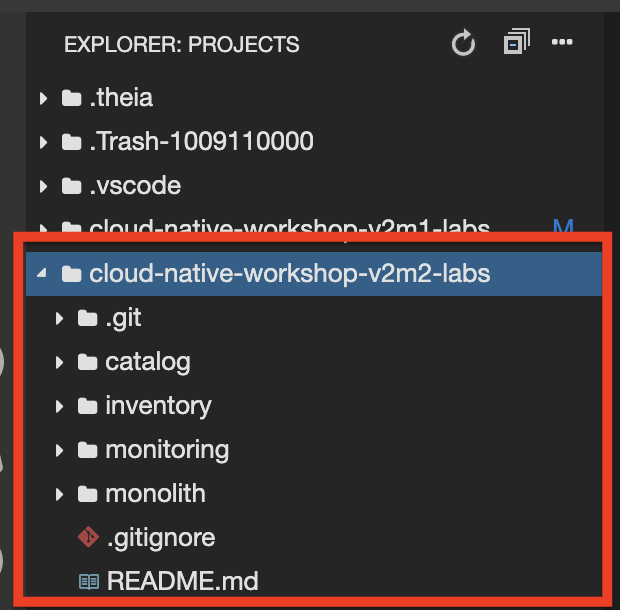 EXPLORER: PROJECTS
.theia
.Trash-1009110000
.vscode
cloud-native-workshop-v2m1-labs M
cloud-native-workshop-v2m2-labs
.git
catalog
inventory
monitoring
monolith
.gitignore
README.md